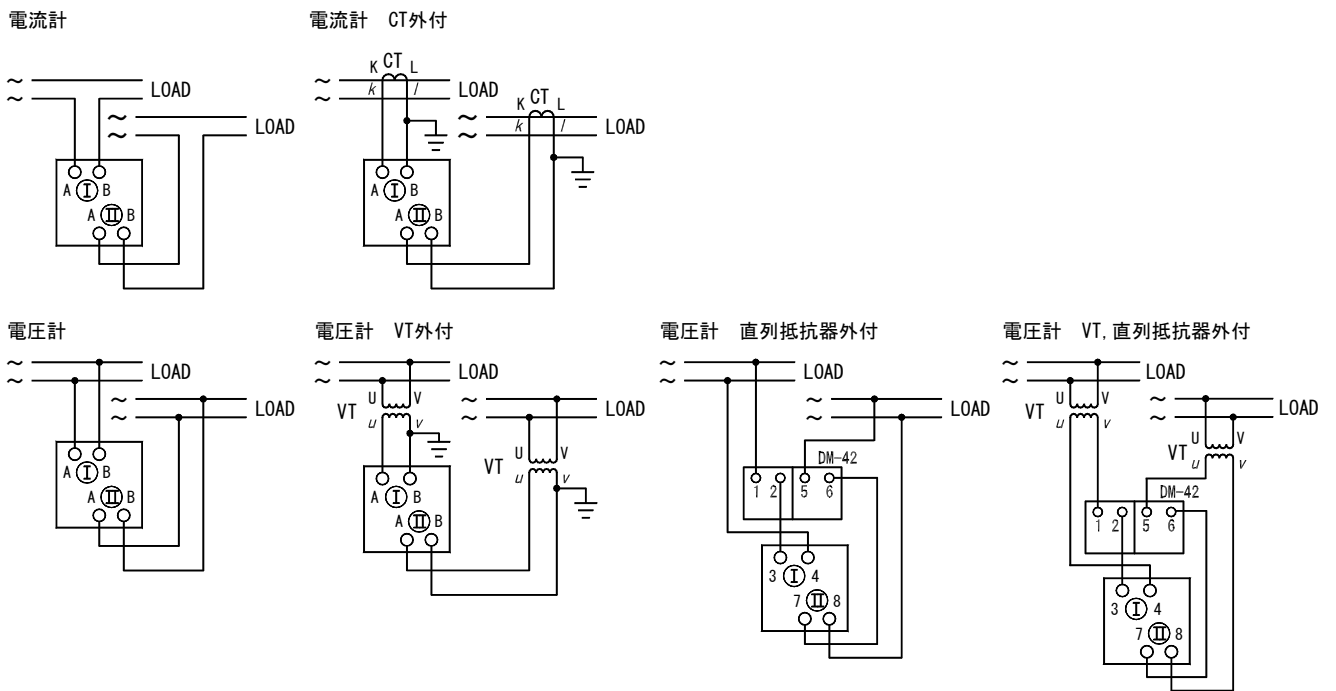 電流計
～
～
LOAD
～
～
LOAD
A Ⅰ B
A Ⅱ B
電流計 CT外付
K CT L
～
～
k l
LOAD
K CT L
～
～
k l
LOAD
A Ⅰ B
A Ⅱ B
電圧計
～
～
LOAD
～
～
LOAD
A Ⅰ B
A Ⅱ B
電圧計 VT外付
～
～
LOAD
U V
VT
u v
～
～
LOAD
U V
VT
u v
A Ⅰ B
A Ⅱ B
電圧計 直列抵抗器外付
～
～
LOAD
～
～
LOAD
DM-42
1 2 5 6
3 Ⅰ 4
7 Ⅱ 8
電圧計 VT,直列抵抗器外付
～
～
LOAD
U V
VT
u v
～
～
LOAD
U V
VT
u v
DM-42
1 2 5 6
3 Ⅰ 4
7 Ⅱ 8